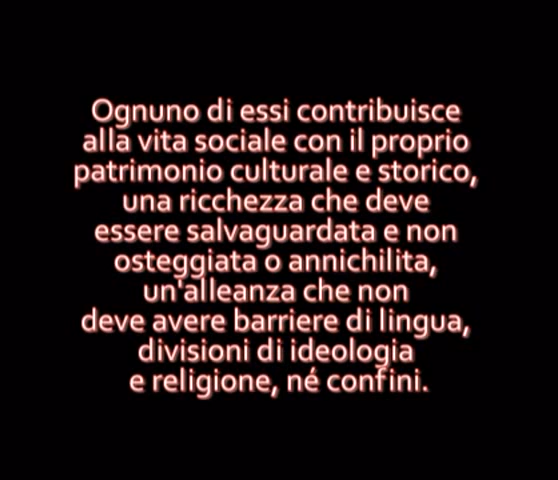 Ognuno di essi contribuisce
alla vita sociale con il proprio
patrimonio culturale e storico,
una ricchezza che deve
essere salvaguardata e non
osteggiata o annichilita,
un'alleanza che non
deve avere barriere di lingua,
divisioni di ideologia
e religione, né confini.